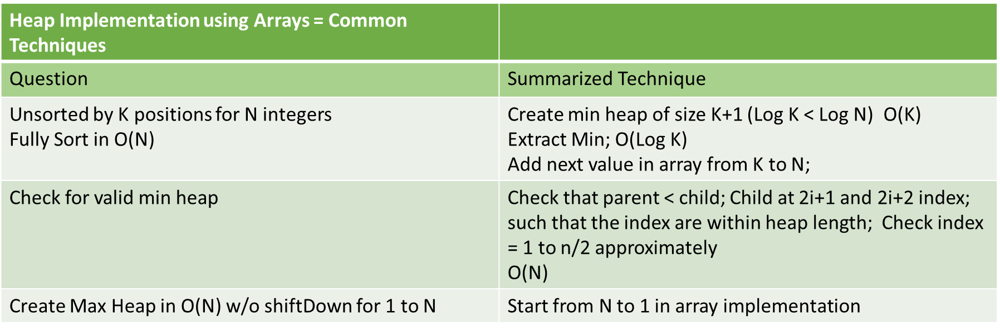 Heap Implementation using Arrays = Common
Techniques
Question
Summarized Technique
Unsorted by K positions for N integers
Fully Sort in O(N)
Create min heap of size K+1 (Log K < Log N)  O(K)
Extract Min; O(Log K)
Add next value in array from K to N;
Check for valid min heap
Check that parent < child; Child at 2i+1 and 2i+2 index;
such that the index are within heap length;  Check index
= 1 to n/2 approximately
O(N)
Create Max Heap in O(N) w/o shiftDown for 1 to N
Start from N to 1 in array implementation